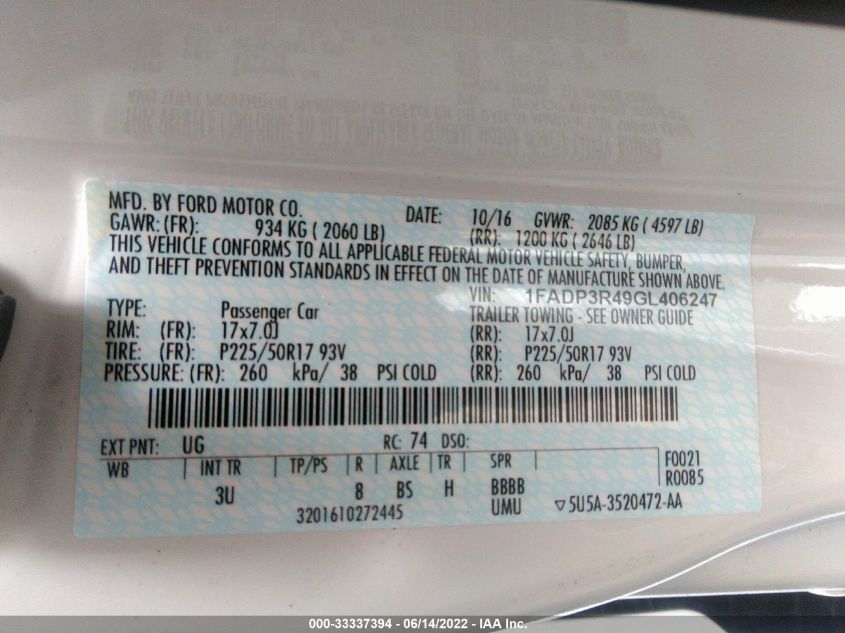 MFD. BY FORD MOTOR CO. DATE: 10/16 GVWR: 2085 KG ( 4597 LB)
GAWR: (FR): 934 KG ( 2060 LB) (RR): 1200 KG ( 2646 LB)
THIS VEHICLE CONFORMS TO ALL APPLICABLE FEDERAL MOTOR VEHICLE SAFETY, BUMPER,
AND THEFT PREVENTION STANDARDS IN EFFECT ON THE DATE OF MANUFACTURE SHOWN ABOVE.
VIN: 1FADP3R49GL406247
TYPE: Passenger Car TRAILER TOWING - SEE OWNER GUIDE
RIM: (FR): 17x7.0J (RR): 17x7.0J
TIRE: (FR): P225/50R17 93V (RR): P225/50R17 93V
PRESSURE: (FR): 260 kPa/ 38 PSI COLD (RR): 260 kPa/ 38 PSI COLD
EXT PNT: UG RC: 74 DSO:
WB INT TR TP/PS R AXLE TR SPR F0021
3U 8 BS H BBBB R0085
3201610272445 UMU ▽5U5A-3520472-AA
000-33337394 - 06/14/2022 - IAA Inc.